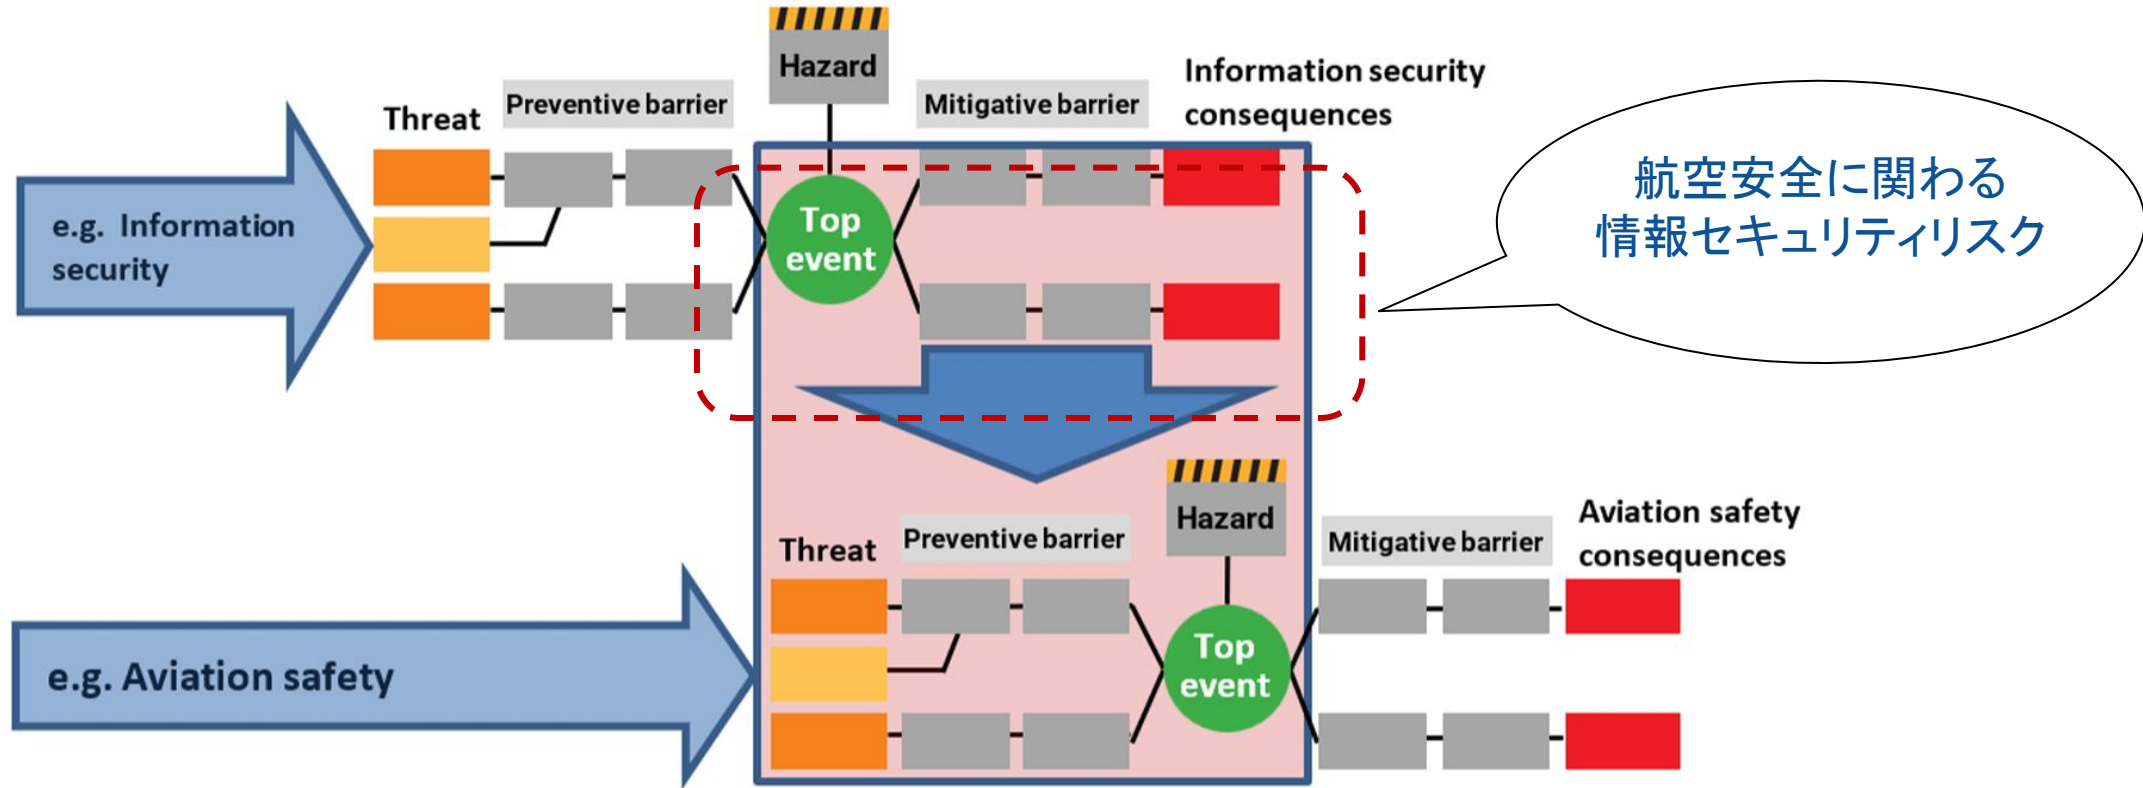 Hazard
Information security
consequences
Threat
Preventive barrier
Mitigative barrier
e.g. Information
security
Top
event
航空安全に関わる
情報セキュリティリスク
Hazard
Aviation safety
consequences
Threat
Preventive barrier
Mitigative barrier
e.g. Aviation safety
Top
event